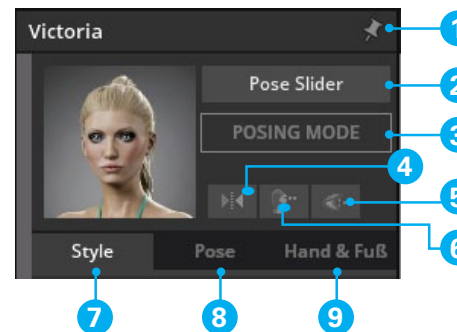 Victoria
1
Pose Slider
2
POSING MODE
3
4
5
6
Style
Pose
Hand & Fuß
7
8
9